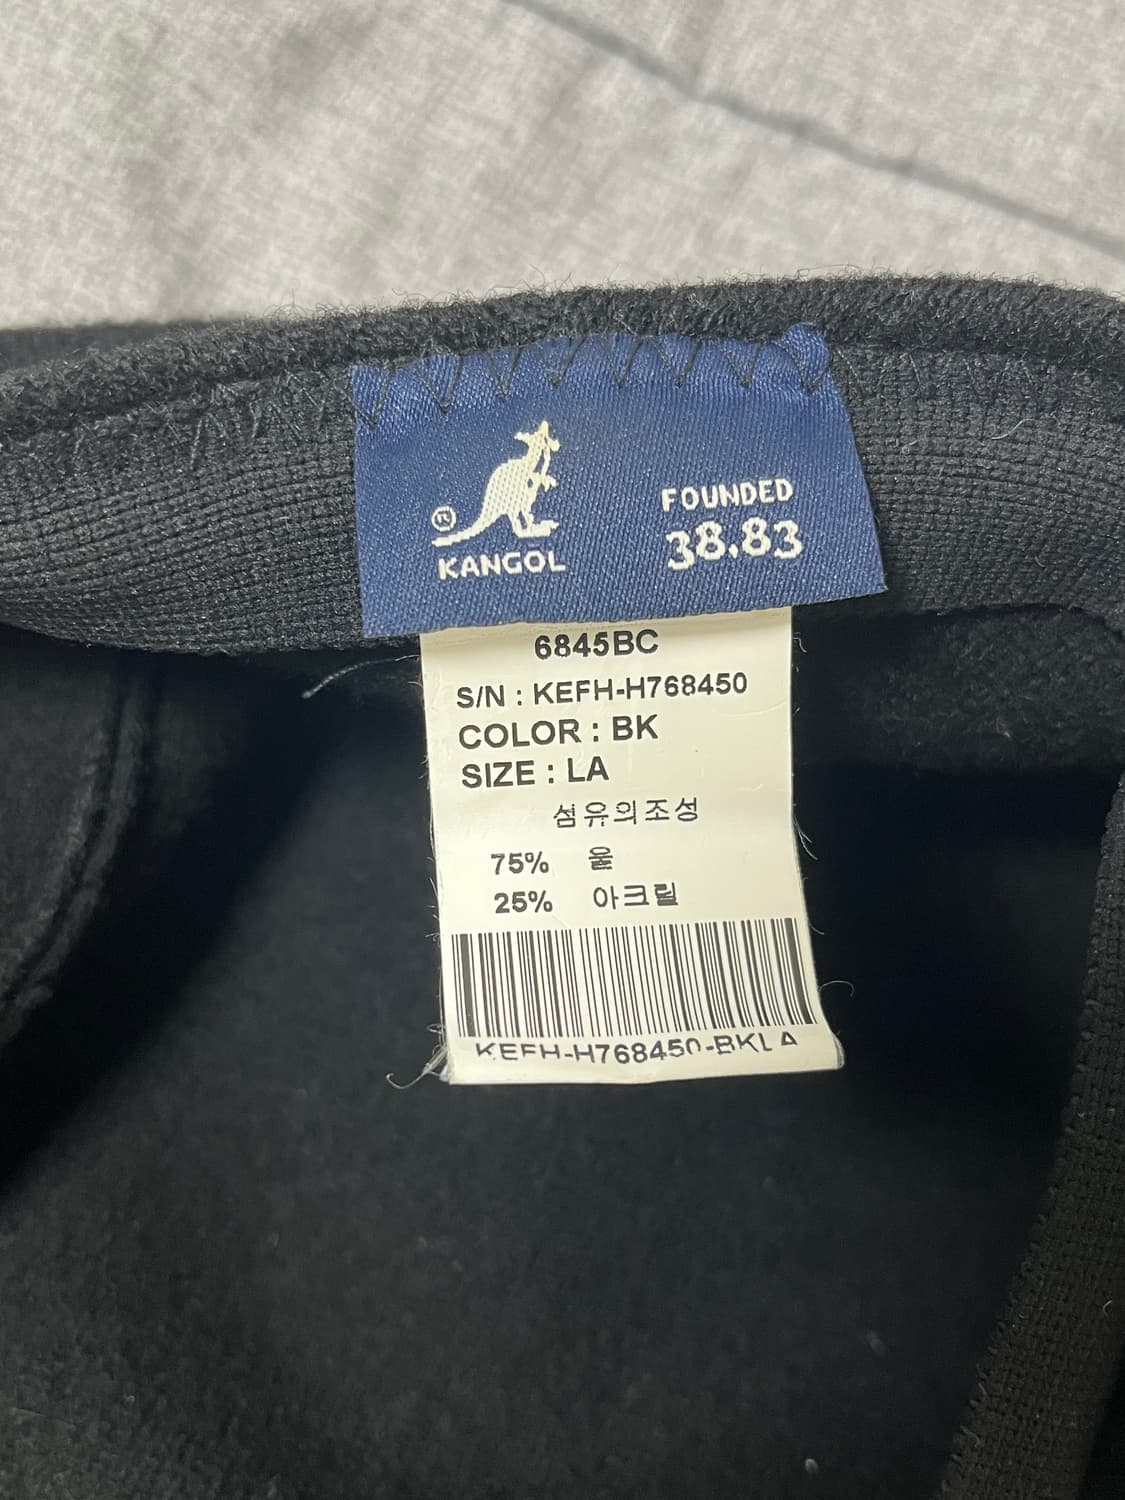 ®
KANGOL
FOUNDED
38.83
6845BC
S/N : KEFH-H768450
COLOR : BK
SIZE : LA
섬유의조성
75% 울
25% 아크릴
KEFH-H768450-BKLA